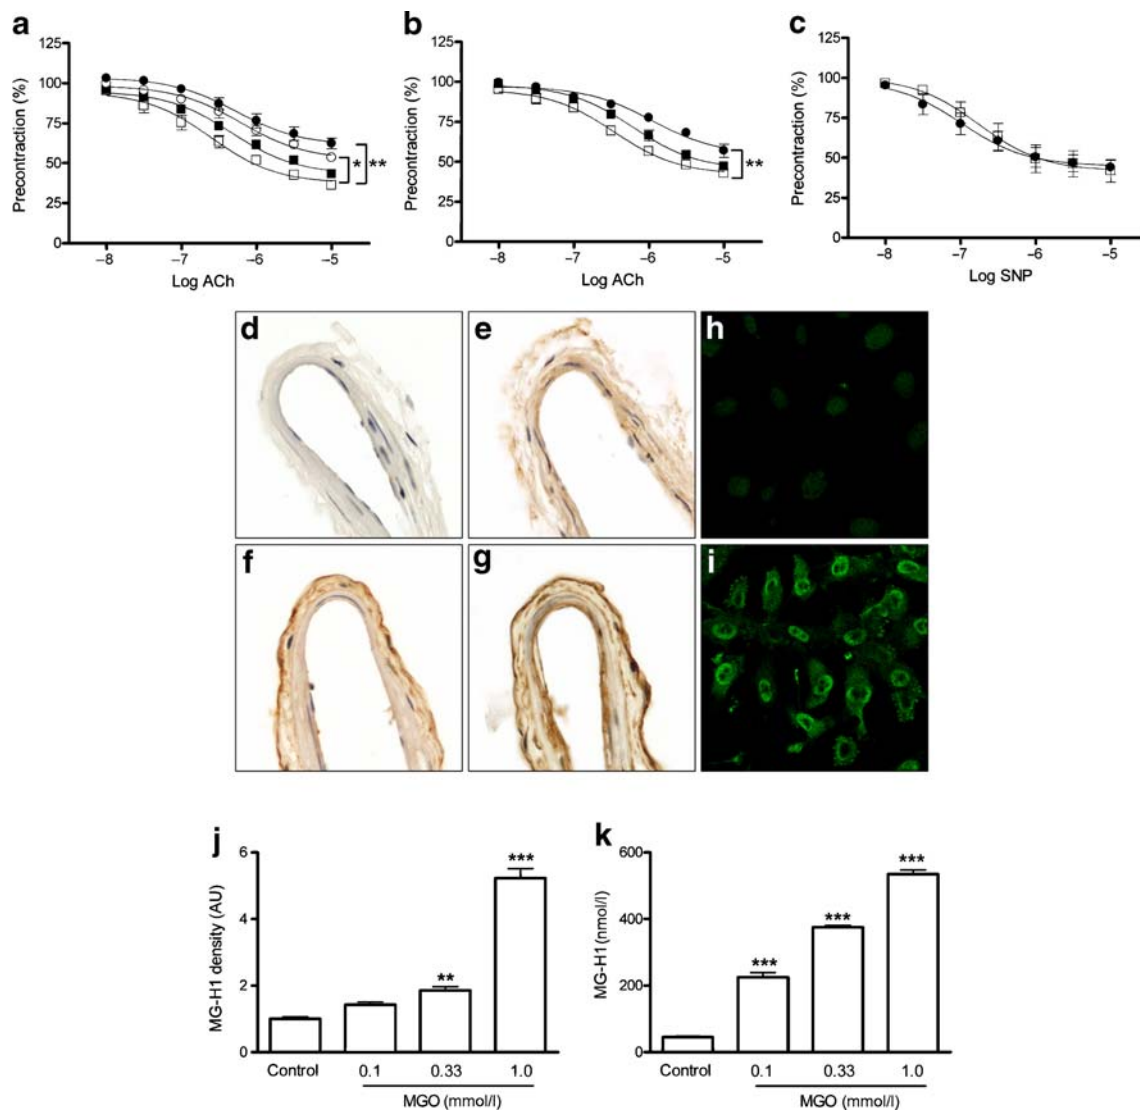 a
b
c
125
100
75
50
25
0
Precontraction (%)
* **
–8 –7 –6 –5
Log ACh
125
100
75
50
25
0
Precontraction (%)
**
–8 –7 –6 –5
Log ACh
125
100
75
50
25
0
Precontraction (%)
–8 –7 –6 –5
Log SNP
d
e
h
f
g
i
j
6
4
2
0
MG-H1 density (AU)
**
***
Control 0.1 0.33 1.0
MGO (mmol/l)
k
600
400
200
0
MG-H1 (nmol/l)
***
***
***
Control 0.1 0.33 1.0
MGO (mmol/l)